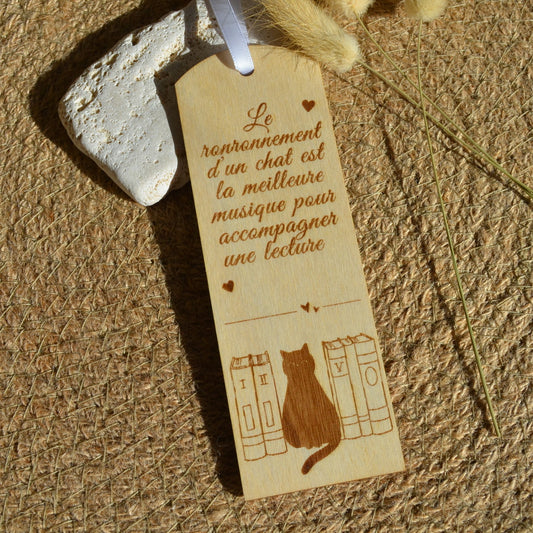 Le
ronronnement
d'un chat est
la meilleure
musique pour
accompagner
une lecture